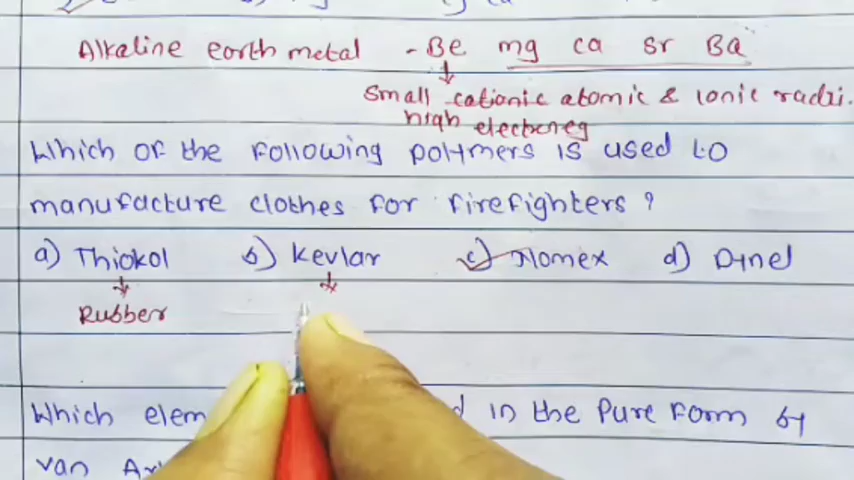 Alkaline earth metal - Be mg ca Sr Ba
Small cationic atomic & ionic radii.
high electroneg
Which of the following polymers is used to
manufacture clothes for firefighters ?
a) Thiokol b) Kevlar c) Nomex d) Dynel
Rubber
Which elem in the Pure form by
van Ar